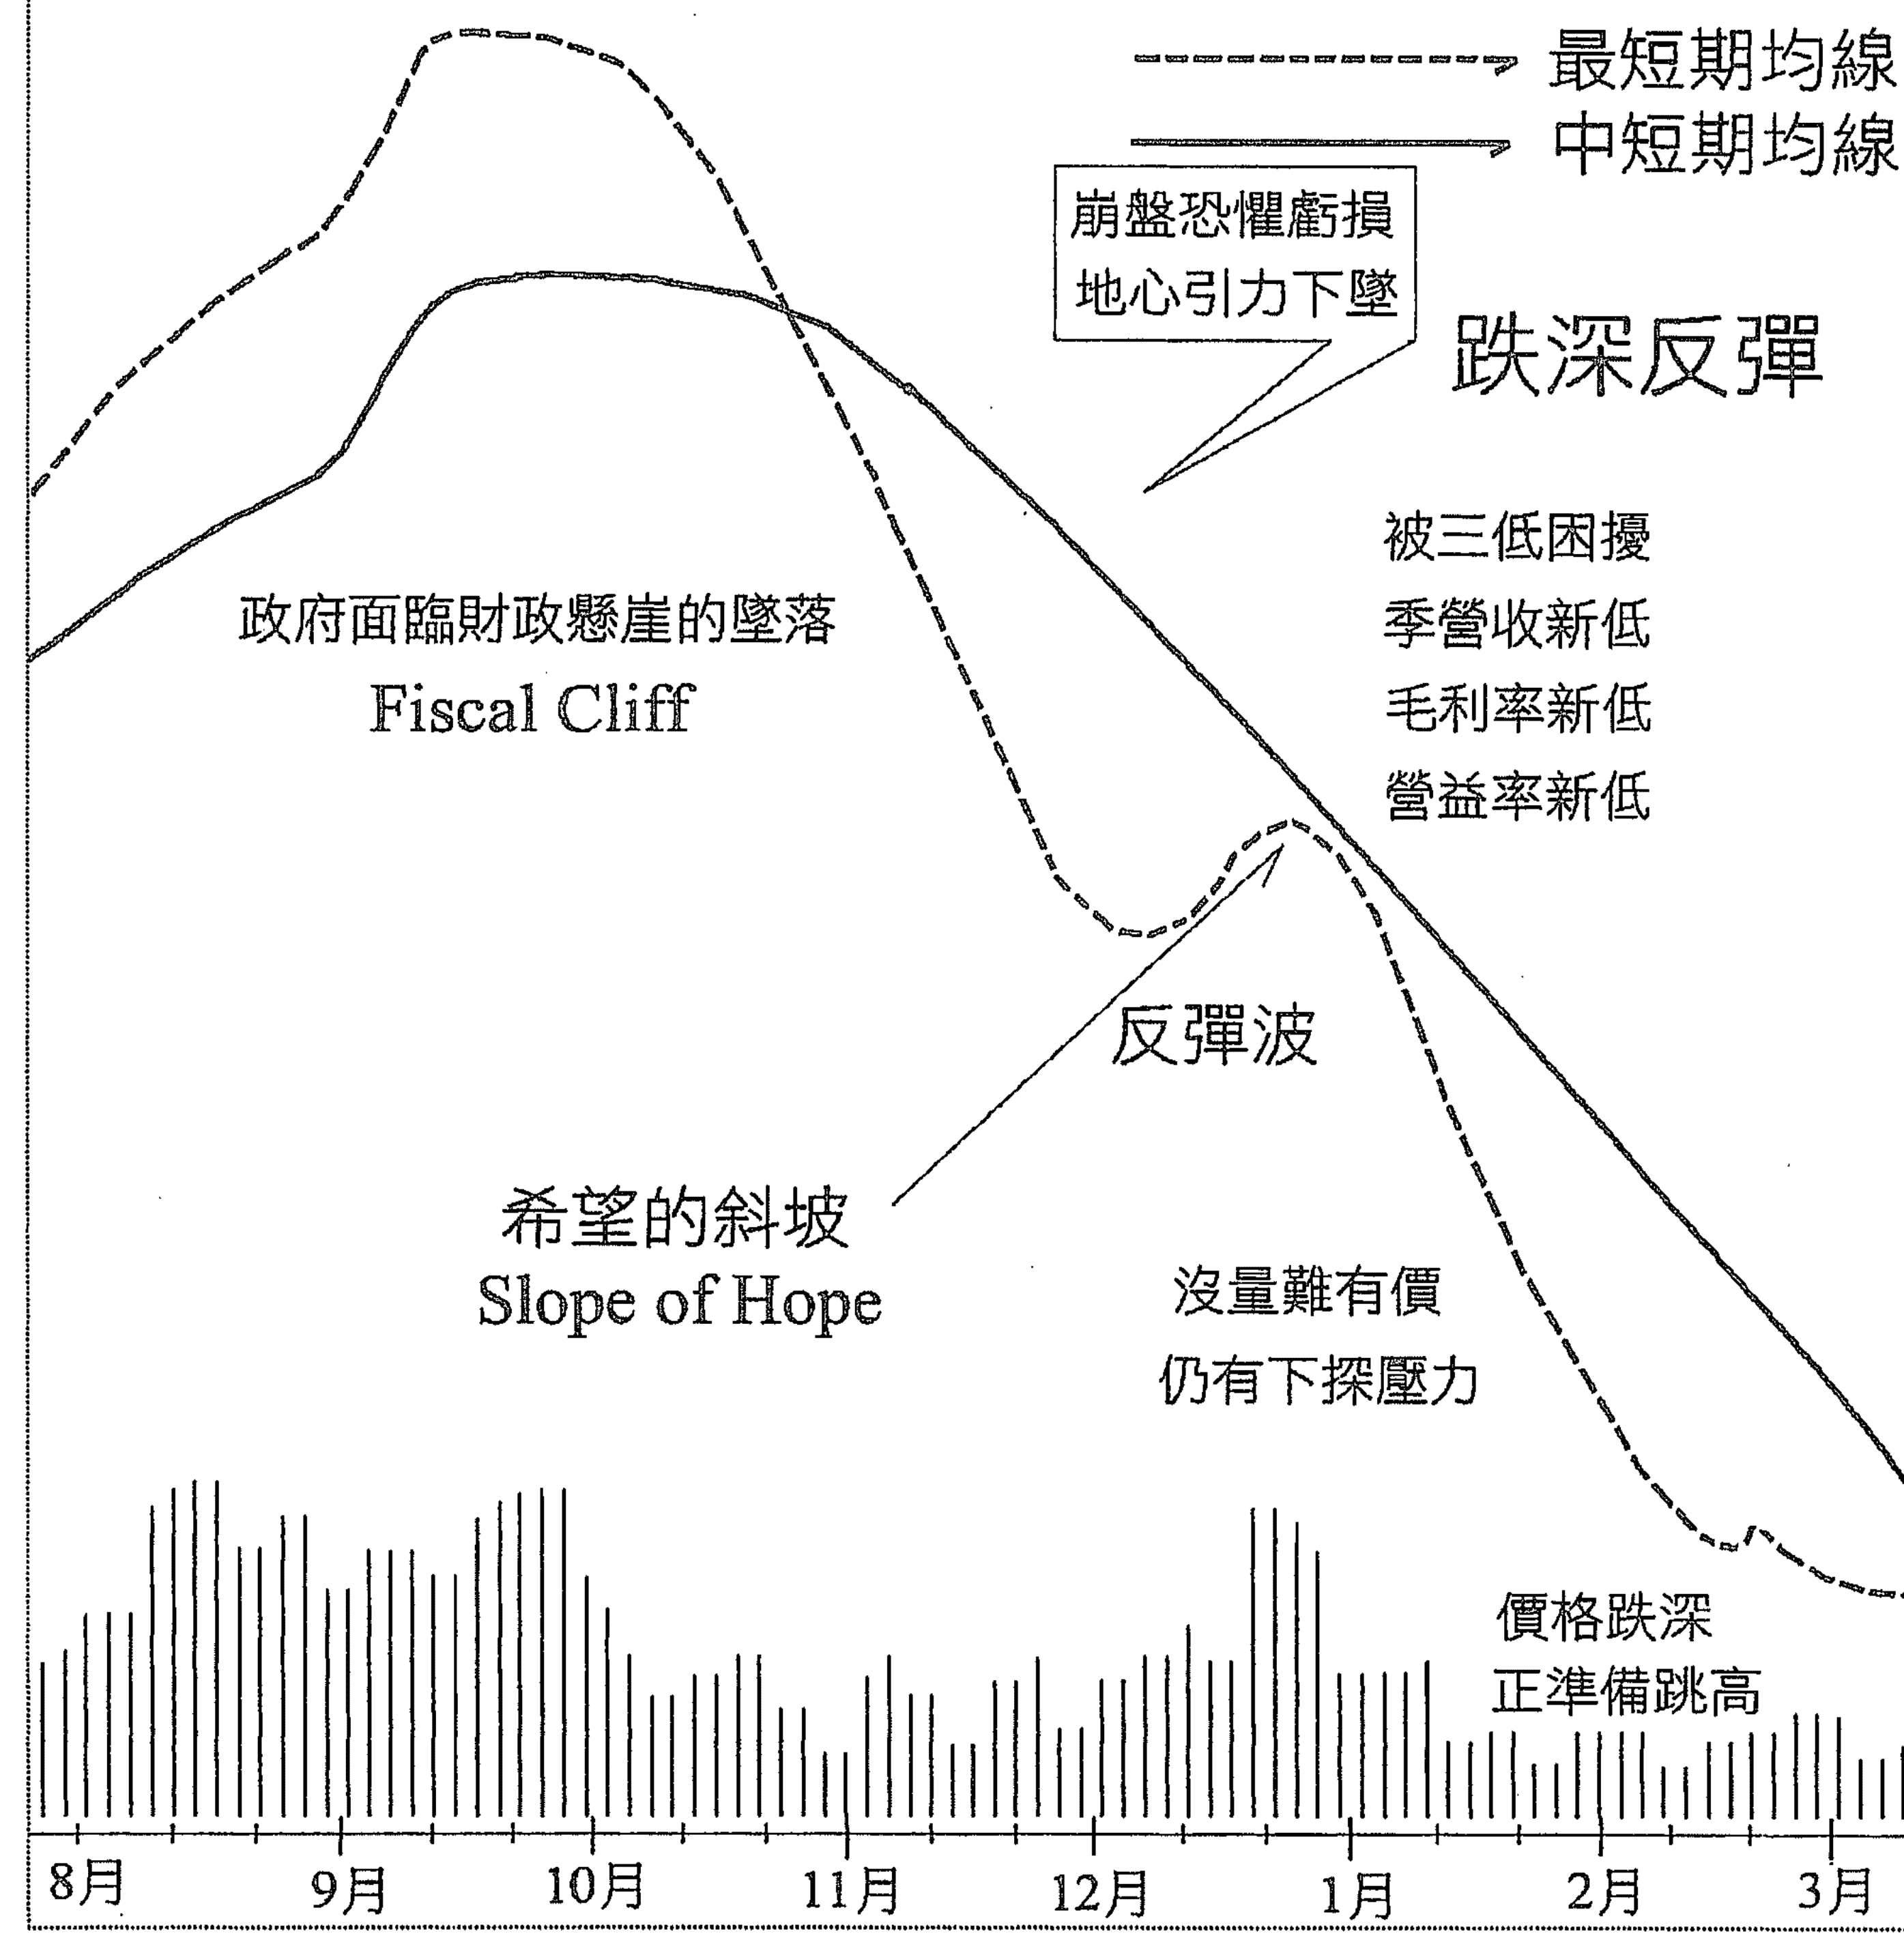 最短期均線
中短期均線
崩盤恐懼虧損
地心引力下墜
跌深反彈
被三低困擾
季營收新低
毛利率新低
營益率新低
政府面臨財政懸崖的墜落
Fiscal Cliff
反彈波
希望的斜坡
Slope of Hope
沒量難有價
仍有下探壓力
價格跌深
正準備跳高
8月 9月 10月 11月 12月 1月 2月 3月